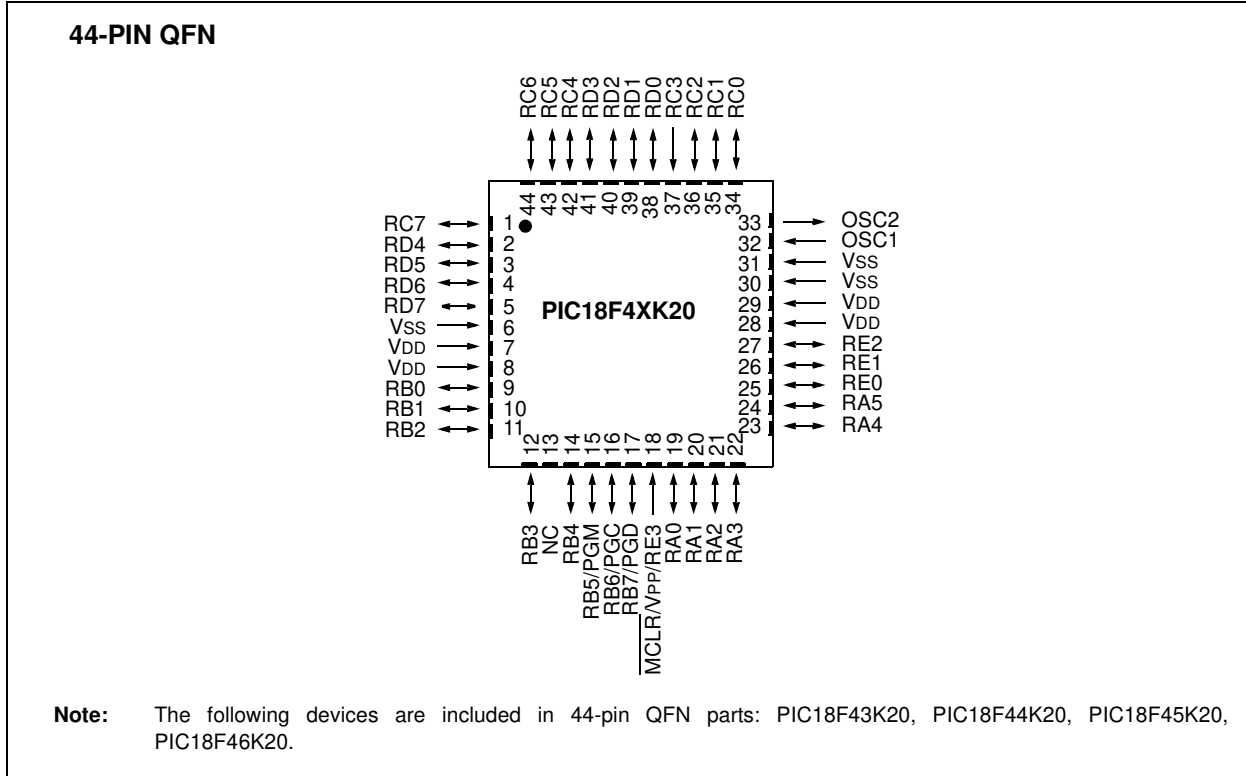 44-PIN QFN
RC6
RC5
RC4
RD3
RD2
RD1
RD0
RC3
RC2
RC1
RC0
44
43
42
41
40
39
38
37
36
35
34
RC7 1
RD4 2
RD5 3
RD6 4
RD7 5
VSS 6
VDD 7
VDD 8
RB0 9
RB1 10
RB2 11
PIC18F4XK20
33 OSC2
32 OSC1
31 VSS
30 VSS
29 VDD
28 VDD
27 RE2
26 RE1
25 RE0
24 RA5
23 RA4
12
13
14
15
16
17
18
19
20
21
22
RB3
NC
RB4
RB5/PGM
RB6/PGC
RB7/PGD
MCLR/VPP/RE3
RA0
RA1
RA2
RA3
Note: The following devices are included in 44-pin QFN parts: PIC18F43K20, PIC18F44K20, PIC18F45K20,
PIC18F46K20.